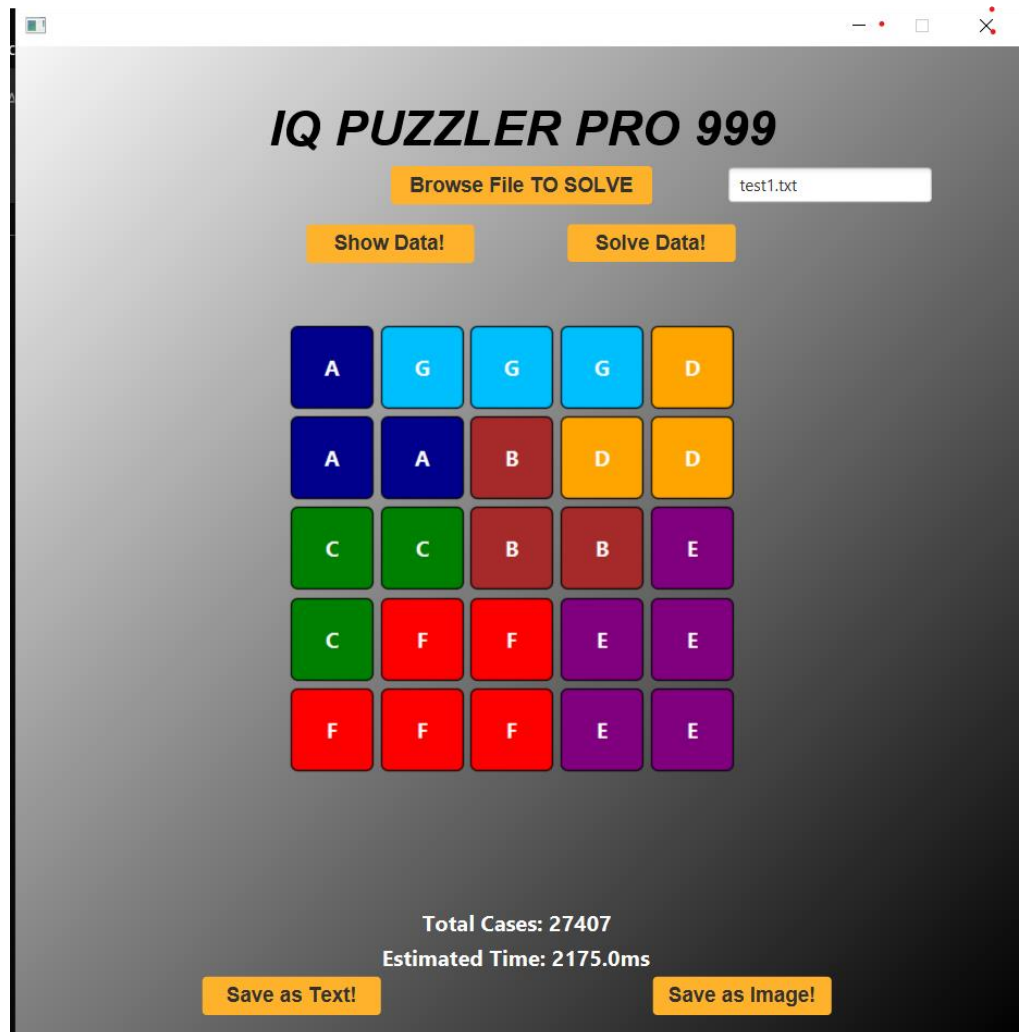 IQ PUZZLER PRO 999
Browse File TO SOLVE test1.txt
Show Data! Solve Data!
A G G G D
A A B D D
C C B B E
C F F E E
F F F E E
Total Cases: 27407
Estimated Time: 2175.0ms
Save as Text! Save as Image!